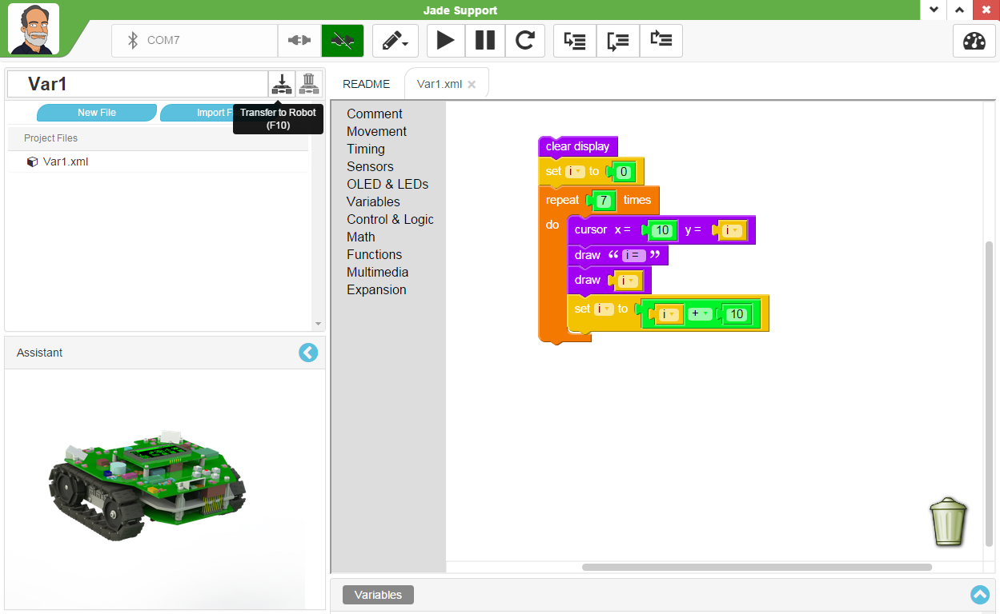 Jade Support
COM7
Var1
New File
Import F
Transfer to Robot
(F10)
Project Files
Var1.xml
Assistant
README
Var1.xml
Comment
Movement
Timing
Sensors
OLED & LEDs
Variables
Control & Logic
Math
Functions
Multimedia
Expansion
clear display
set i to 0
repeat 7 times
do
cursor x = 10 y = i
draw “ i = ”
draw i
set i to i + 10
Variables